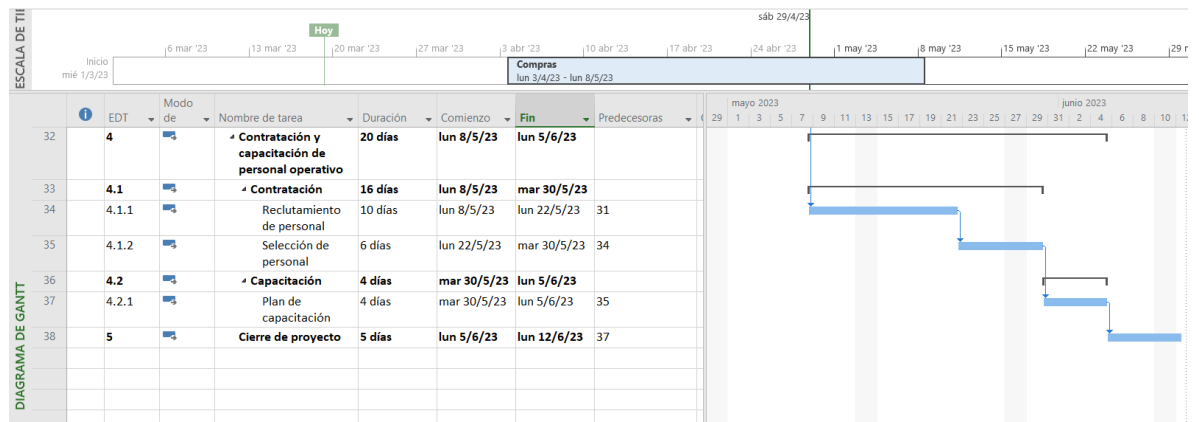 ESCALA DE TI
sáb 29/4/23
Hoy
6 mar '23 13 mar '23 20 mar '23 27 mar '23 3 abr '23 10 abr '23 17 abr '23 24 abr '23 1 may '23 8 may '23 15 may '23 22 may '23 29
Inicio
mié 1/3/23
Compras
lun 3/4/23 - lun 8/5/23
DIAGRAMA DE GANTT
EDT Modo de Nombre de tarea Duración Comienzo Fin Predecesoras
mayo 2023 junio 2023
29 1 3 5 7 9 11 13 15 17 19 21 23 25 27 29 31 2 4 6 8 10 12
32 4 Contratación y 20 días lun 8/5/23 lun 5/6/23
capacitación de
personal operativo
33 4.1 Contratación 16 días lun 8/5/23 mar 30/5/23
34 4.1.1 Reclutamiento 10 días lun 8/5/23 lun 22/5/23 31
de personal
35 4.1.2 Selección de 6 días lun 22/5/23 mar 30/5/23 34
personal
36 4.2 Capacitación 4 días mar 30/5/23 lun 5/6/23
37 4.2.1 Plan de 4 días mar 30/5/23 lun 5/6/23 35
capacitación
38 5 Cierre de proyecto 5 días lun 5/6/23 lun 12/6/23 37